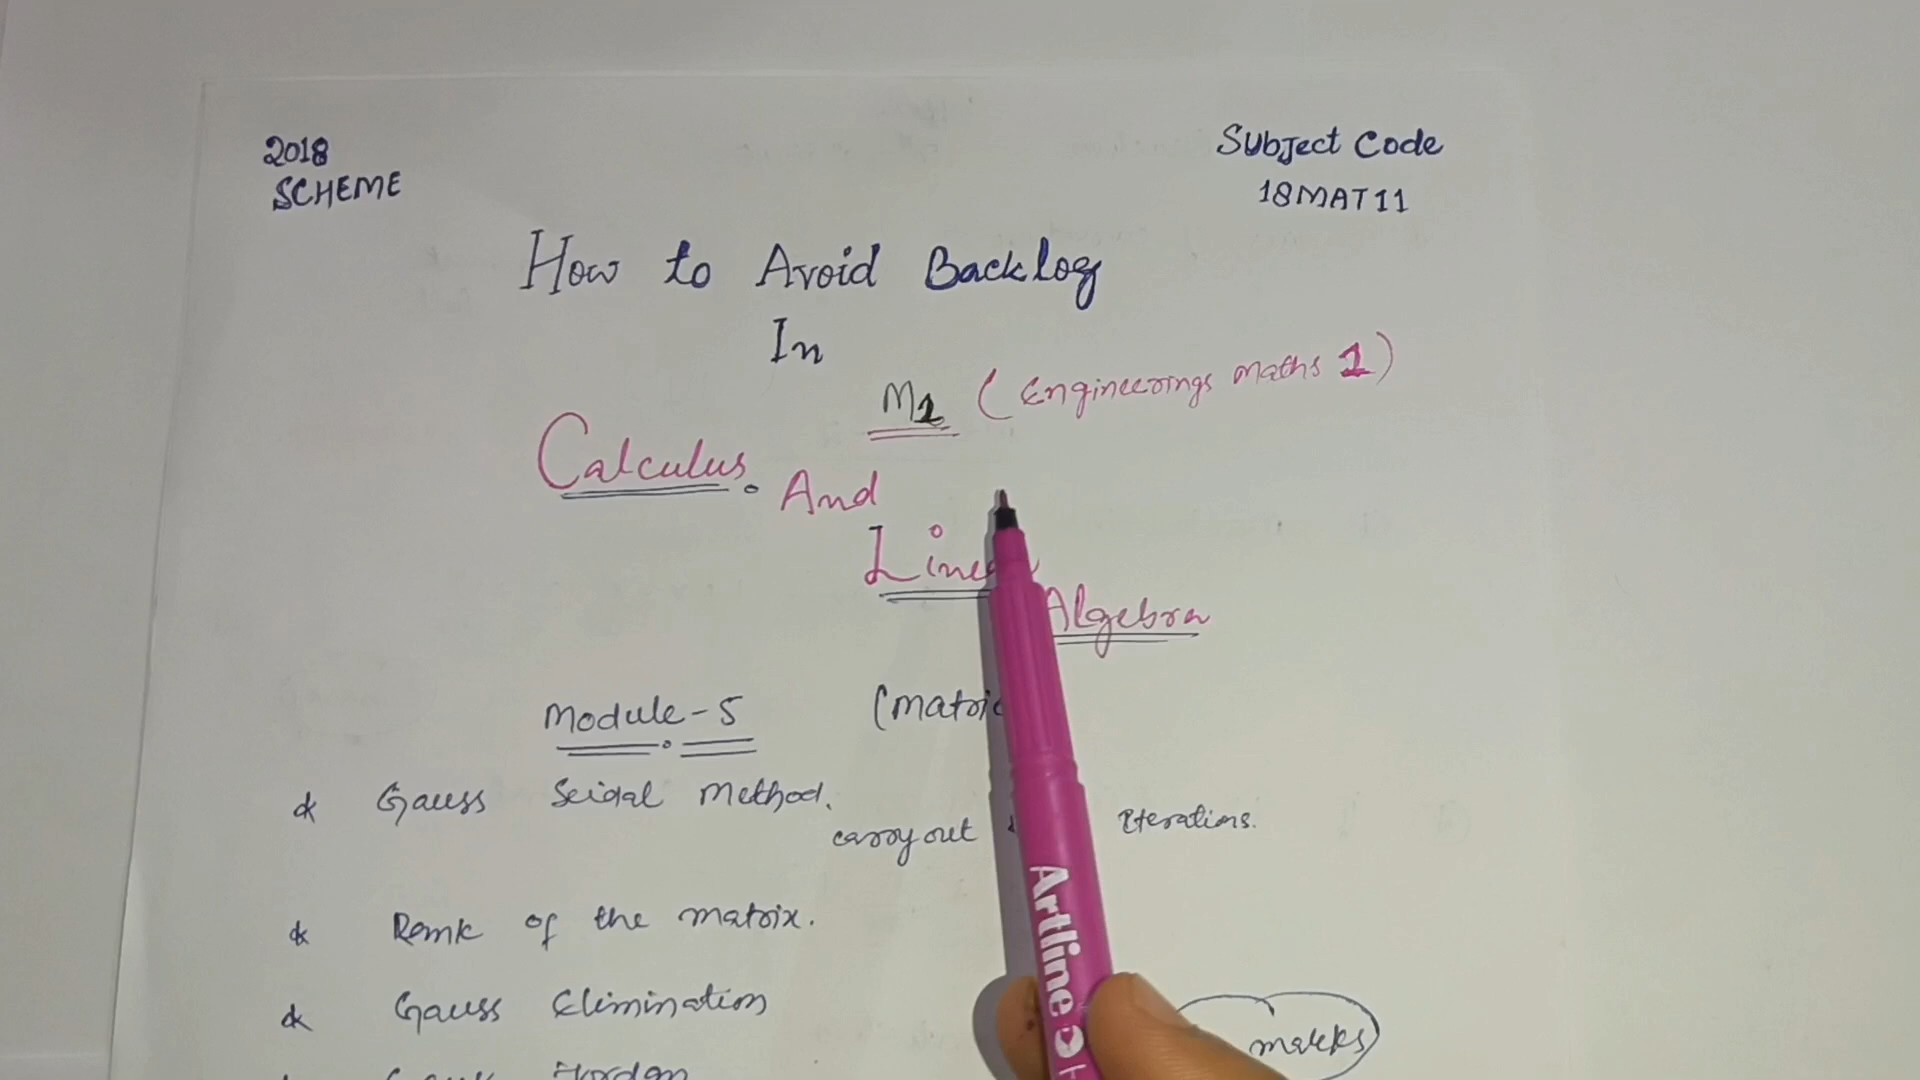 2018
SCHEME
Subject Code
18MAT11
How to Avoid Backlog
In
M1 (Engineerings maths 1)
Calculus. And
Linear
Algebra
Module-5
Gauss Seidal Method.
carry out
Iterations.
Rank of the matrix.
Gauss Elimination
marks
Artline